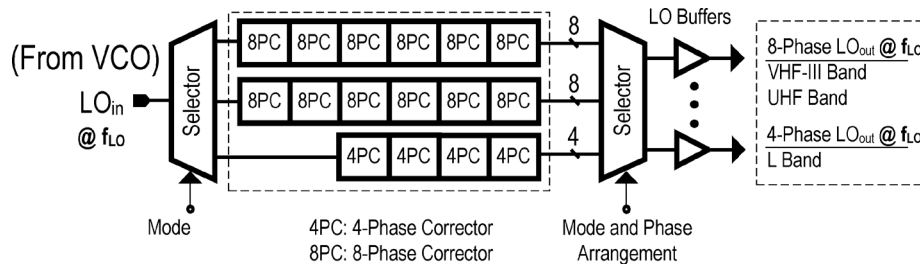 (From VCO)
LOin
@ fLO
Selector
Mode
8PC 8PC 8PC 8PC 8PC 8PC
8PC 8PC 8PC 8PC 8PC 8PC
4PC 4PC 4PC 4PC
8
8
4
Selector
Mode and Phase
Arrangement
LO Buffers
8-Phase LOout @ fLO
VHF-III Band
UHF Band
4-Phase LOout @ fLO
L Band
4PC: 4-Phase Corrector
8PC: 8-Phase Corrector